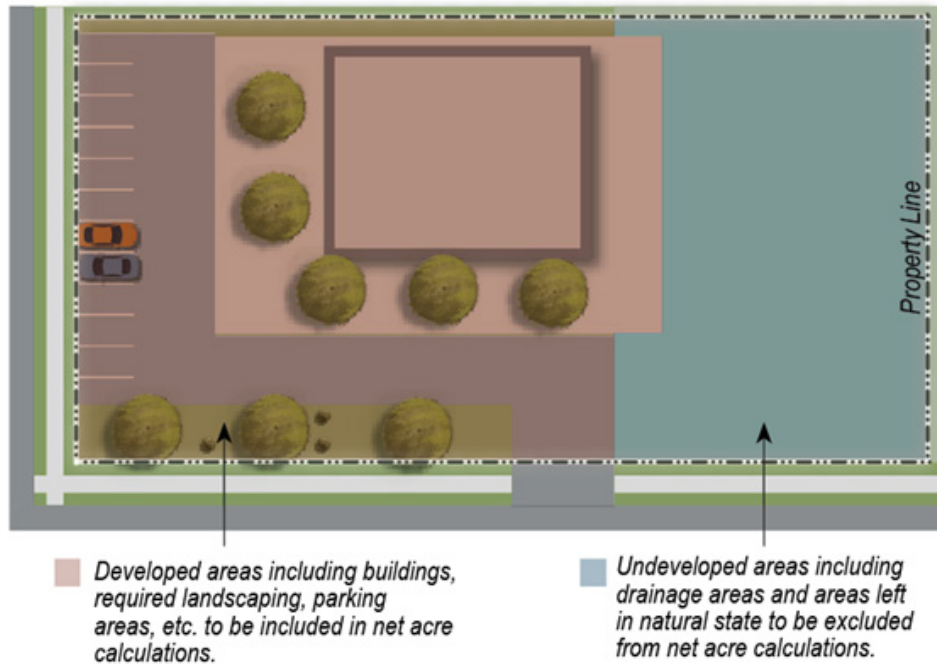 Property Line
Developed areas including buildings,
required landscaping, parking
areas, etc. to be included in net acre
calculations.
Undeveloped areas including
drainage areas and areas left
in natural state to be excluded
from net acre calculations.